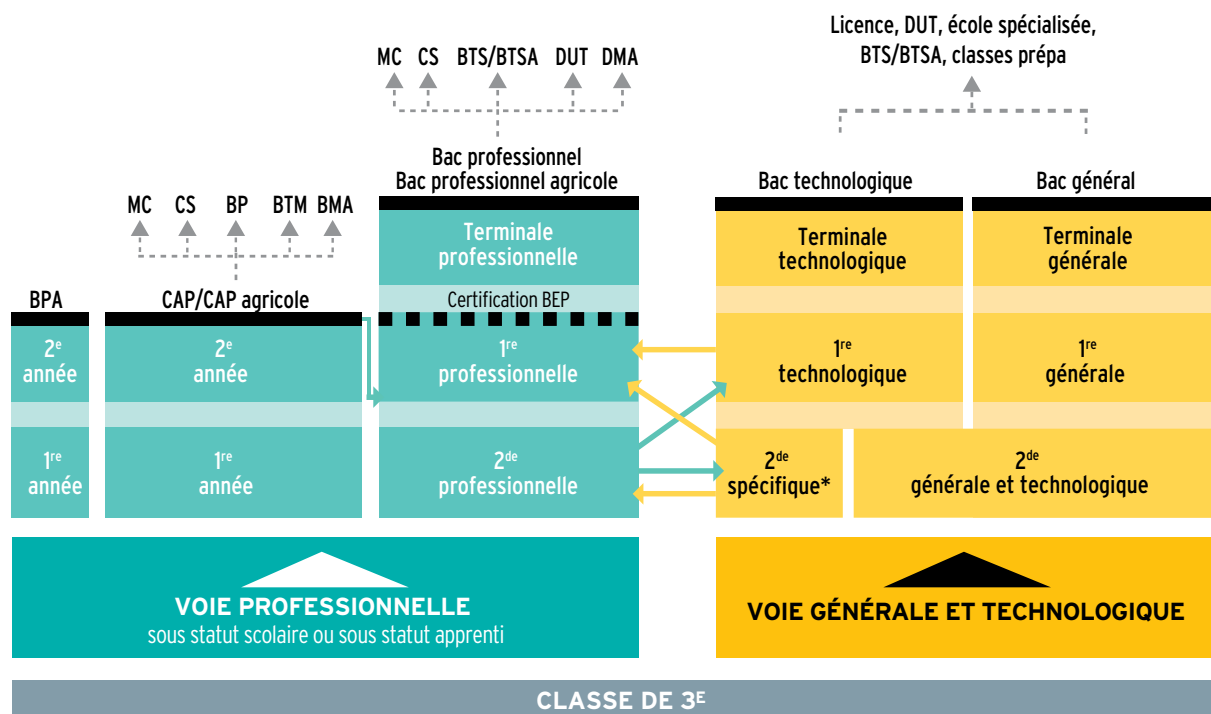 Licence, DUT, école spécialisée,
BTS/BTSA, classes prépa
MC CS BTS/BTSA DUT DMA
Bac professionnel
Bac professionnel agricole
Bac technologique
Bac général
MC CS BP BTM BMA
Terminale
professionnelle
Terminale
technologique
Terminale
générale
BPA
CAP/CAP agricole
Certification BEP
2e
année
2e
année
1re
professionnelle
1re
technologique
1re
générale
1re
année
1re
année
2de
professionnelle
2de
spécifique*
2de
générale et technologique
VOIE PROFESSIONNELLE
sous statut scolaire ou sous statut apprenti
VOIE GÉNÉRALE ET TECHNOLOGIQUE
CLASSE DE 3E